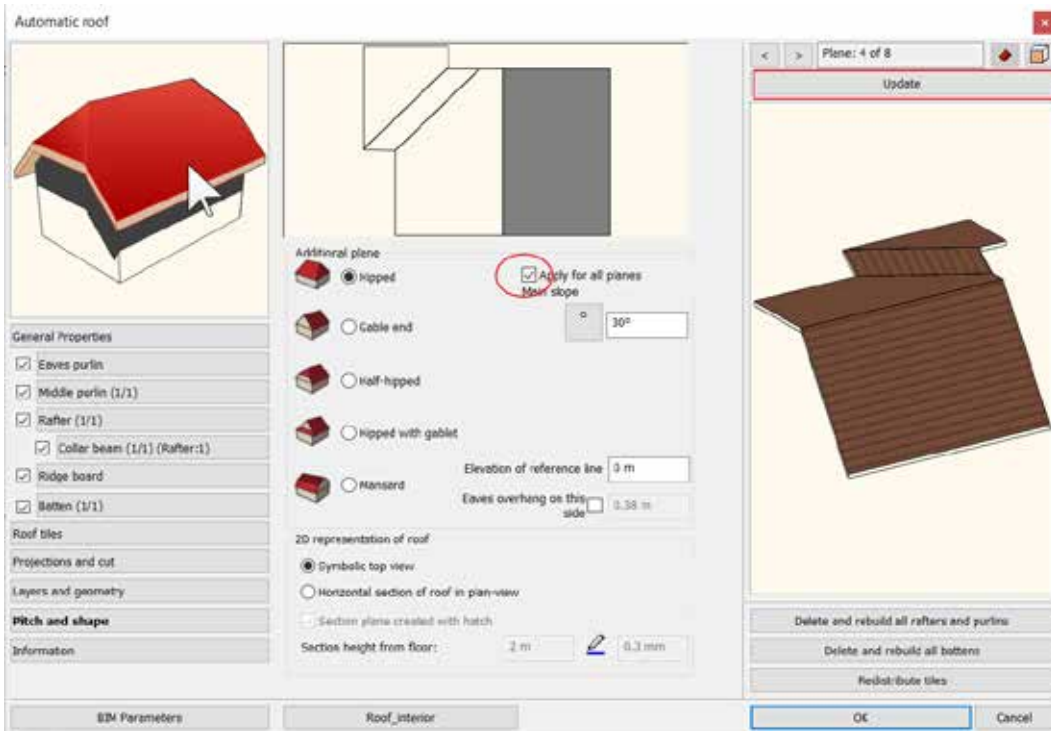 Automatic roof
< > Plane: 4 of 8
Update
Additional plane
Hipped
Apply for all planes
Main slope
Gable end
30º
Half-hipped
Hipped with gablet
Mansard
Elevation of reference line 0 m
Eaves overhang on this side 0.38 m
2D representation of roof
Symbolic top view
Horizontal section of roof in plan-view
Section plane created with hatch
Section height from floor: 2 m 0.3 mm
General Properties
Eaves purlin
Middle purlin (1/1)
Rafter (1/1)
Collar beam (1/1) (Rafter:1)
Ridge board
Batten (1/1)
Roof tiles
Projections and cut
Layers and geometry
Pitch and shape
Information
Delete and rebuild all rafters and purlins
Delete and rebuild all battens
Redistribute tiles
BIM Parameters
Roof_interior
OK
Cancel